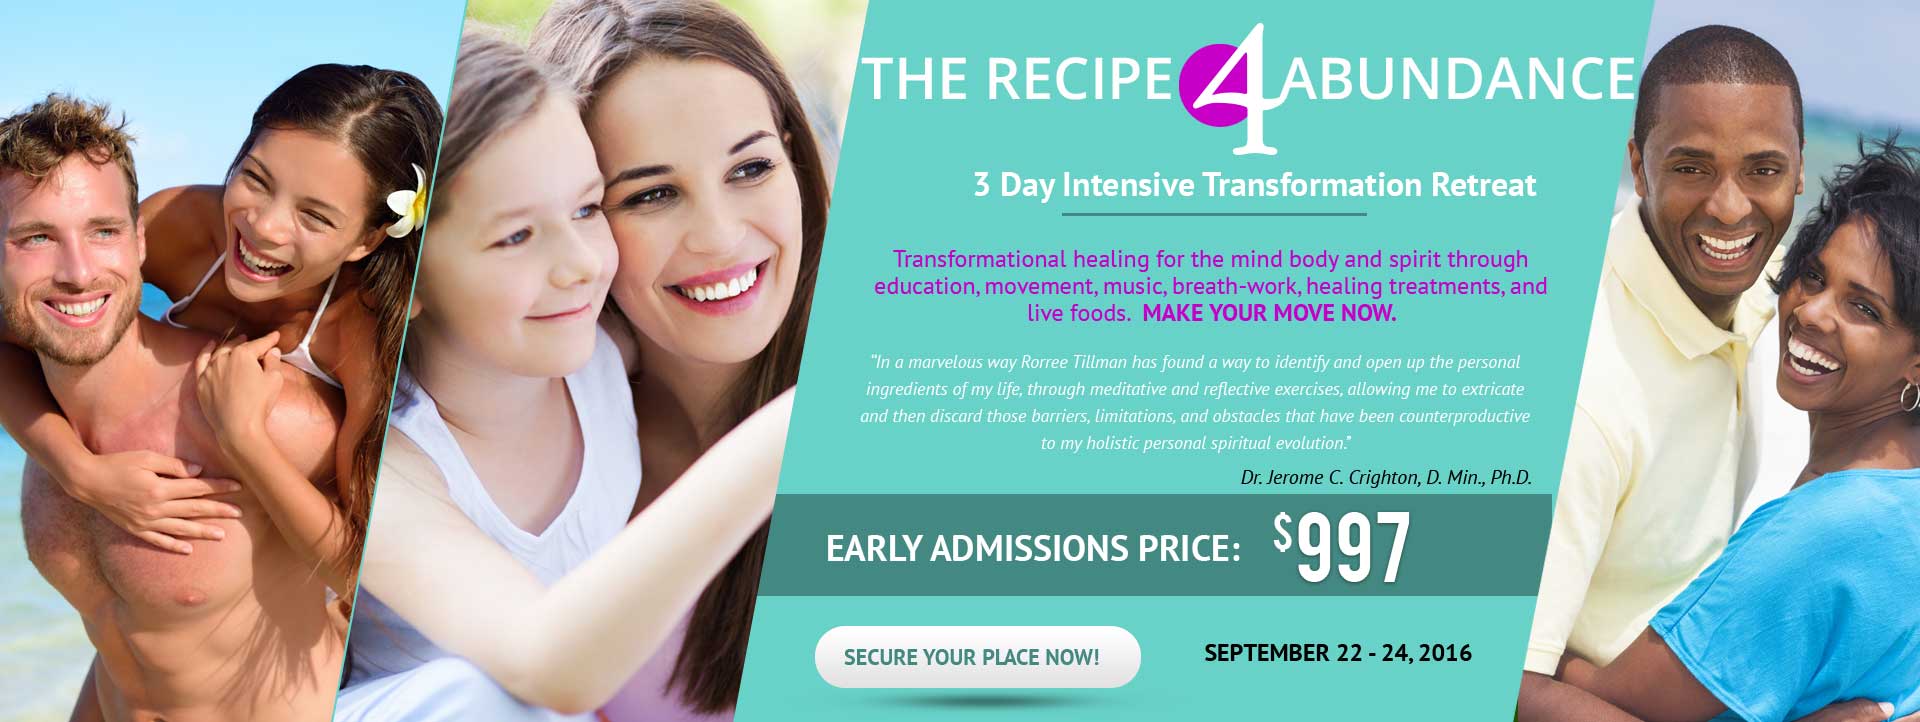 THE RECIPE 4 ABUNDANCE
3 Day Intensive Transformation Retreat
Transformational healing for the mind body and spirit through
education, movement, music, breath-work, healing treatments, and
live foods. MAKE YOUR MOVE NOW.
“In a marvelous way Rorree Tillman has found a way to identify and open up the personal
ingredients of my life, through meditative and reflective exercises, allowing me to extricate
and then discard those barriers, limitations, and obstacles that have been counterproductive
to my holistic personal spiritual evolution.”
Dr. Jerome C. Crighton, D. Min., Ph.D.
EARLY ADMISSIONS PRICE: $997
SECURE YOUR PLACE NOW!
SEPTEMBER 22 - 24, 2016